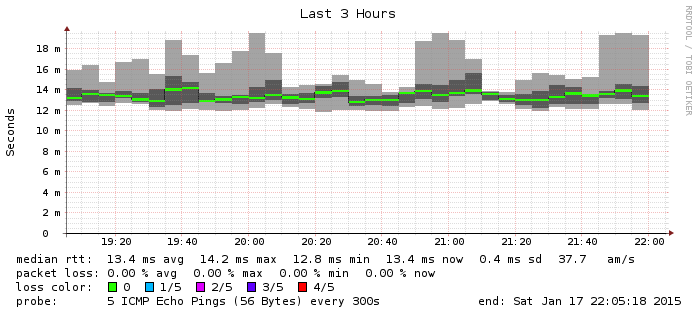 Last 3 Hours
RRDTOOL / TOBI OETIKER
Seconds
18 m
16 m
14 m
12 m
10 m
8 m
6 m
4 m
2 m
0
19:20 19:40 20:00 20:20 20:40 21:00 21:20 21:40 22:00
median rtt: 13.4 ms avg 14.2 ms max 12.8 ms min 13.4 ms now 0.4 ms sd 37.7 am/s
packet loss: 0.00 % avg 0.00 % max 0.00 % min 0.00 % now
loss color: 0 1/5 2/5 3/5 4/5
probe: 5 ICMP Echo Pings (56 Bytes) every 300s end: Sat Jan 17 22:05:18 2015